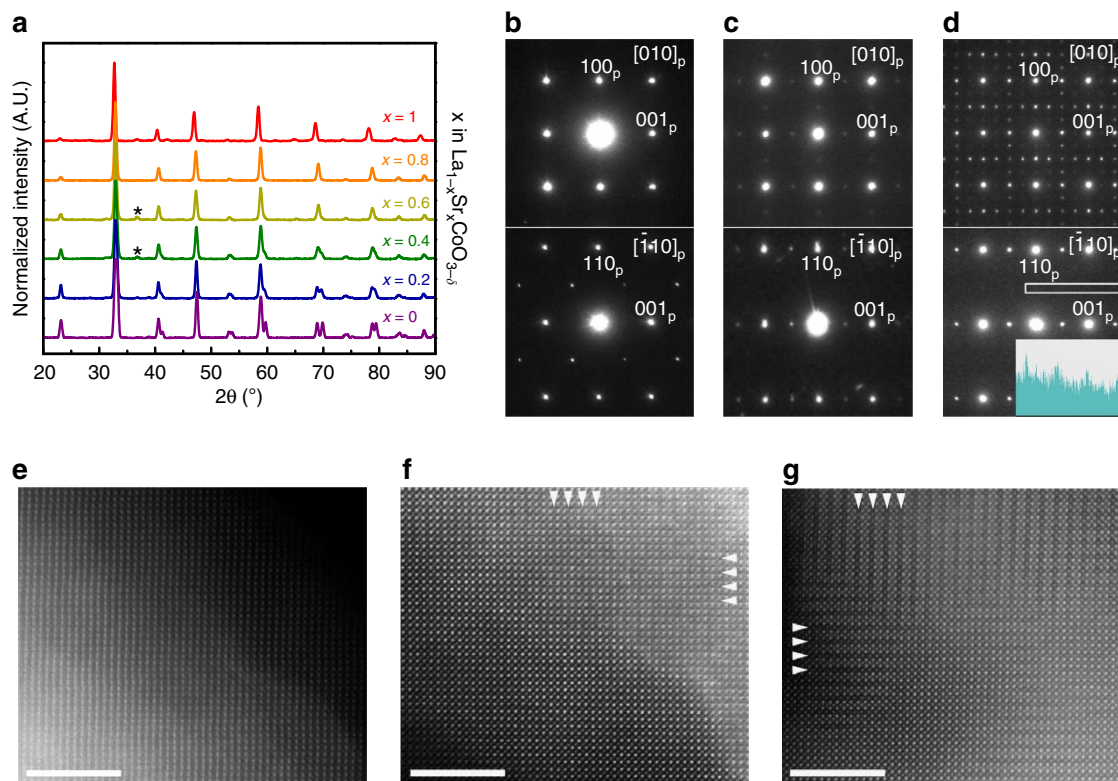 a
Normalized intensity (A.U.)
x = 1
x = 0.8
x = 0.6
*
x = 0.4
*
x = 0.2
x = 0
20 30 40 50 60 70 80 90
2θ (°)
x in La1–xSrxCoO3–δ
b
[010]p
100p
001p
[1̄10]p
110p
001p
c
[010]p
100p
001p
[1̄10]p
110p
001p
d
[010]p
100p
001p
[1̄10]p
110p
001p
e
f
g